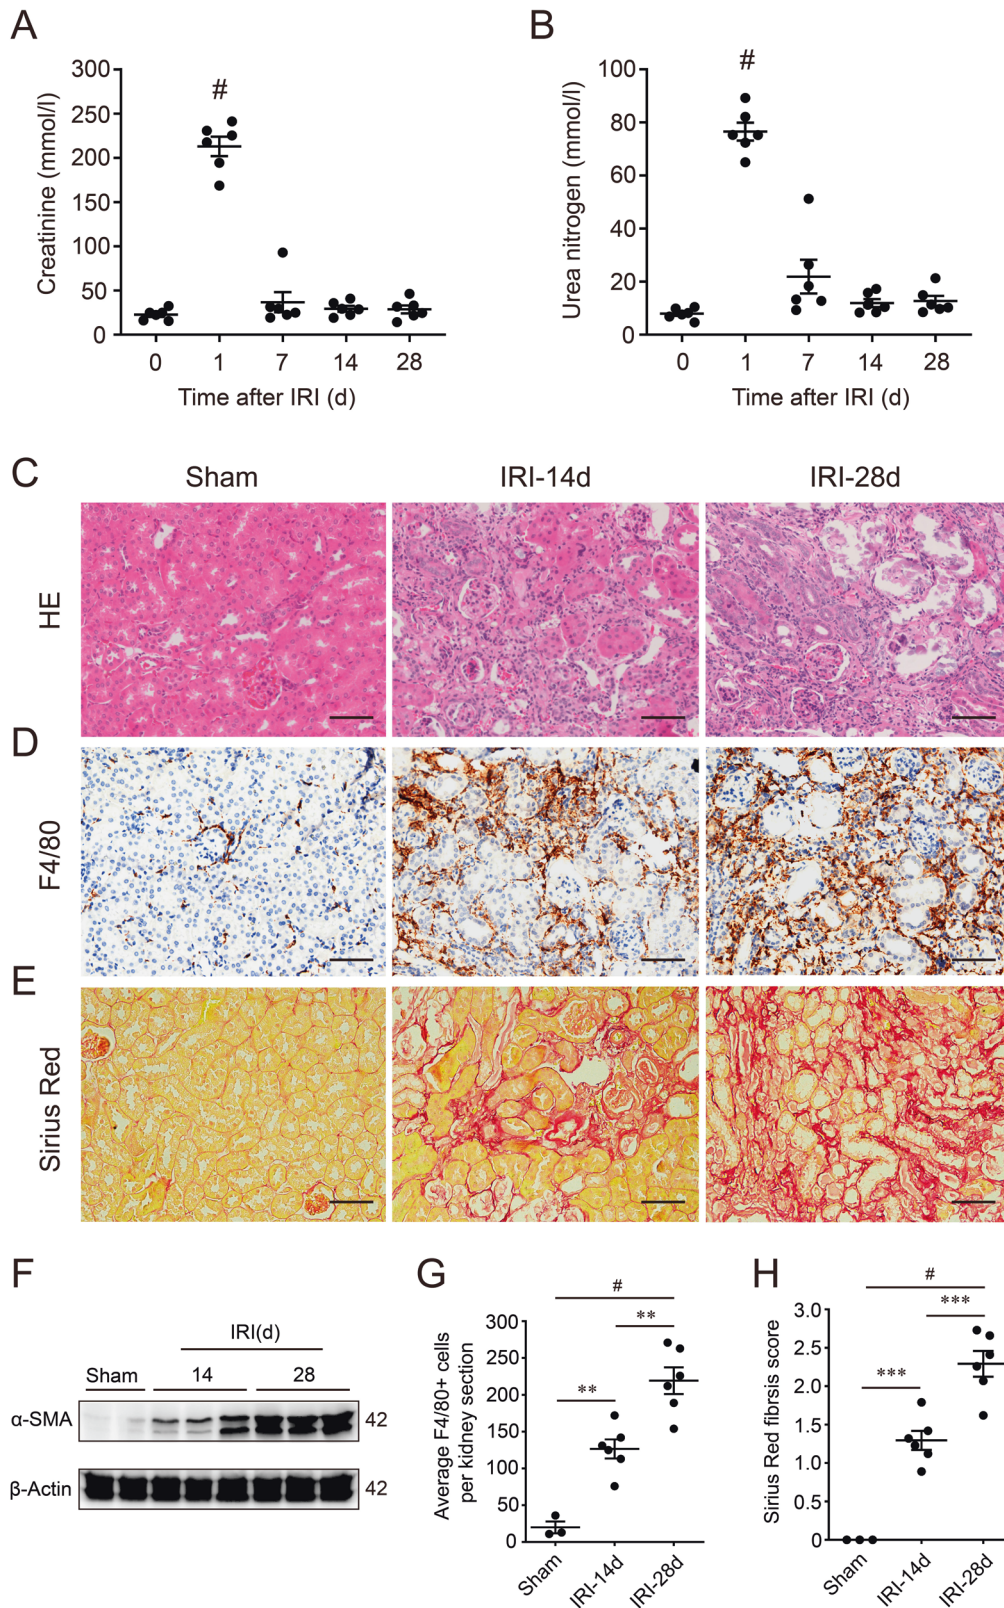 A
B
Creatinine (mmol/l)
300
250
200
150
100
50
0
#
0 1 7 14 28
Time after IRI (d)
Urea nitrogen (mmol/l)
100
80
60
40
20
0
#
0 1 7 14 28
Time after IRI (d)
C
Sham IRI-14d IRI-28d
HE
D
F4/80
E
Sirius Red
F
IRI(d)
Sham 14 28
α-SMA 42
β-Actin 42
G
Average F4/80+ cells
per kidney section
300
250
200
150
100
50
0
#
**
**
Sham IRI-14d IRI-28d
H
Sirius Red fibrsis score
3.0
2.5
2.0
1.5
1.0
0.5
0
#
***
***
Sham IRI-14d IRI-28d